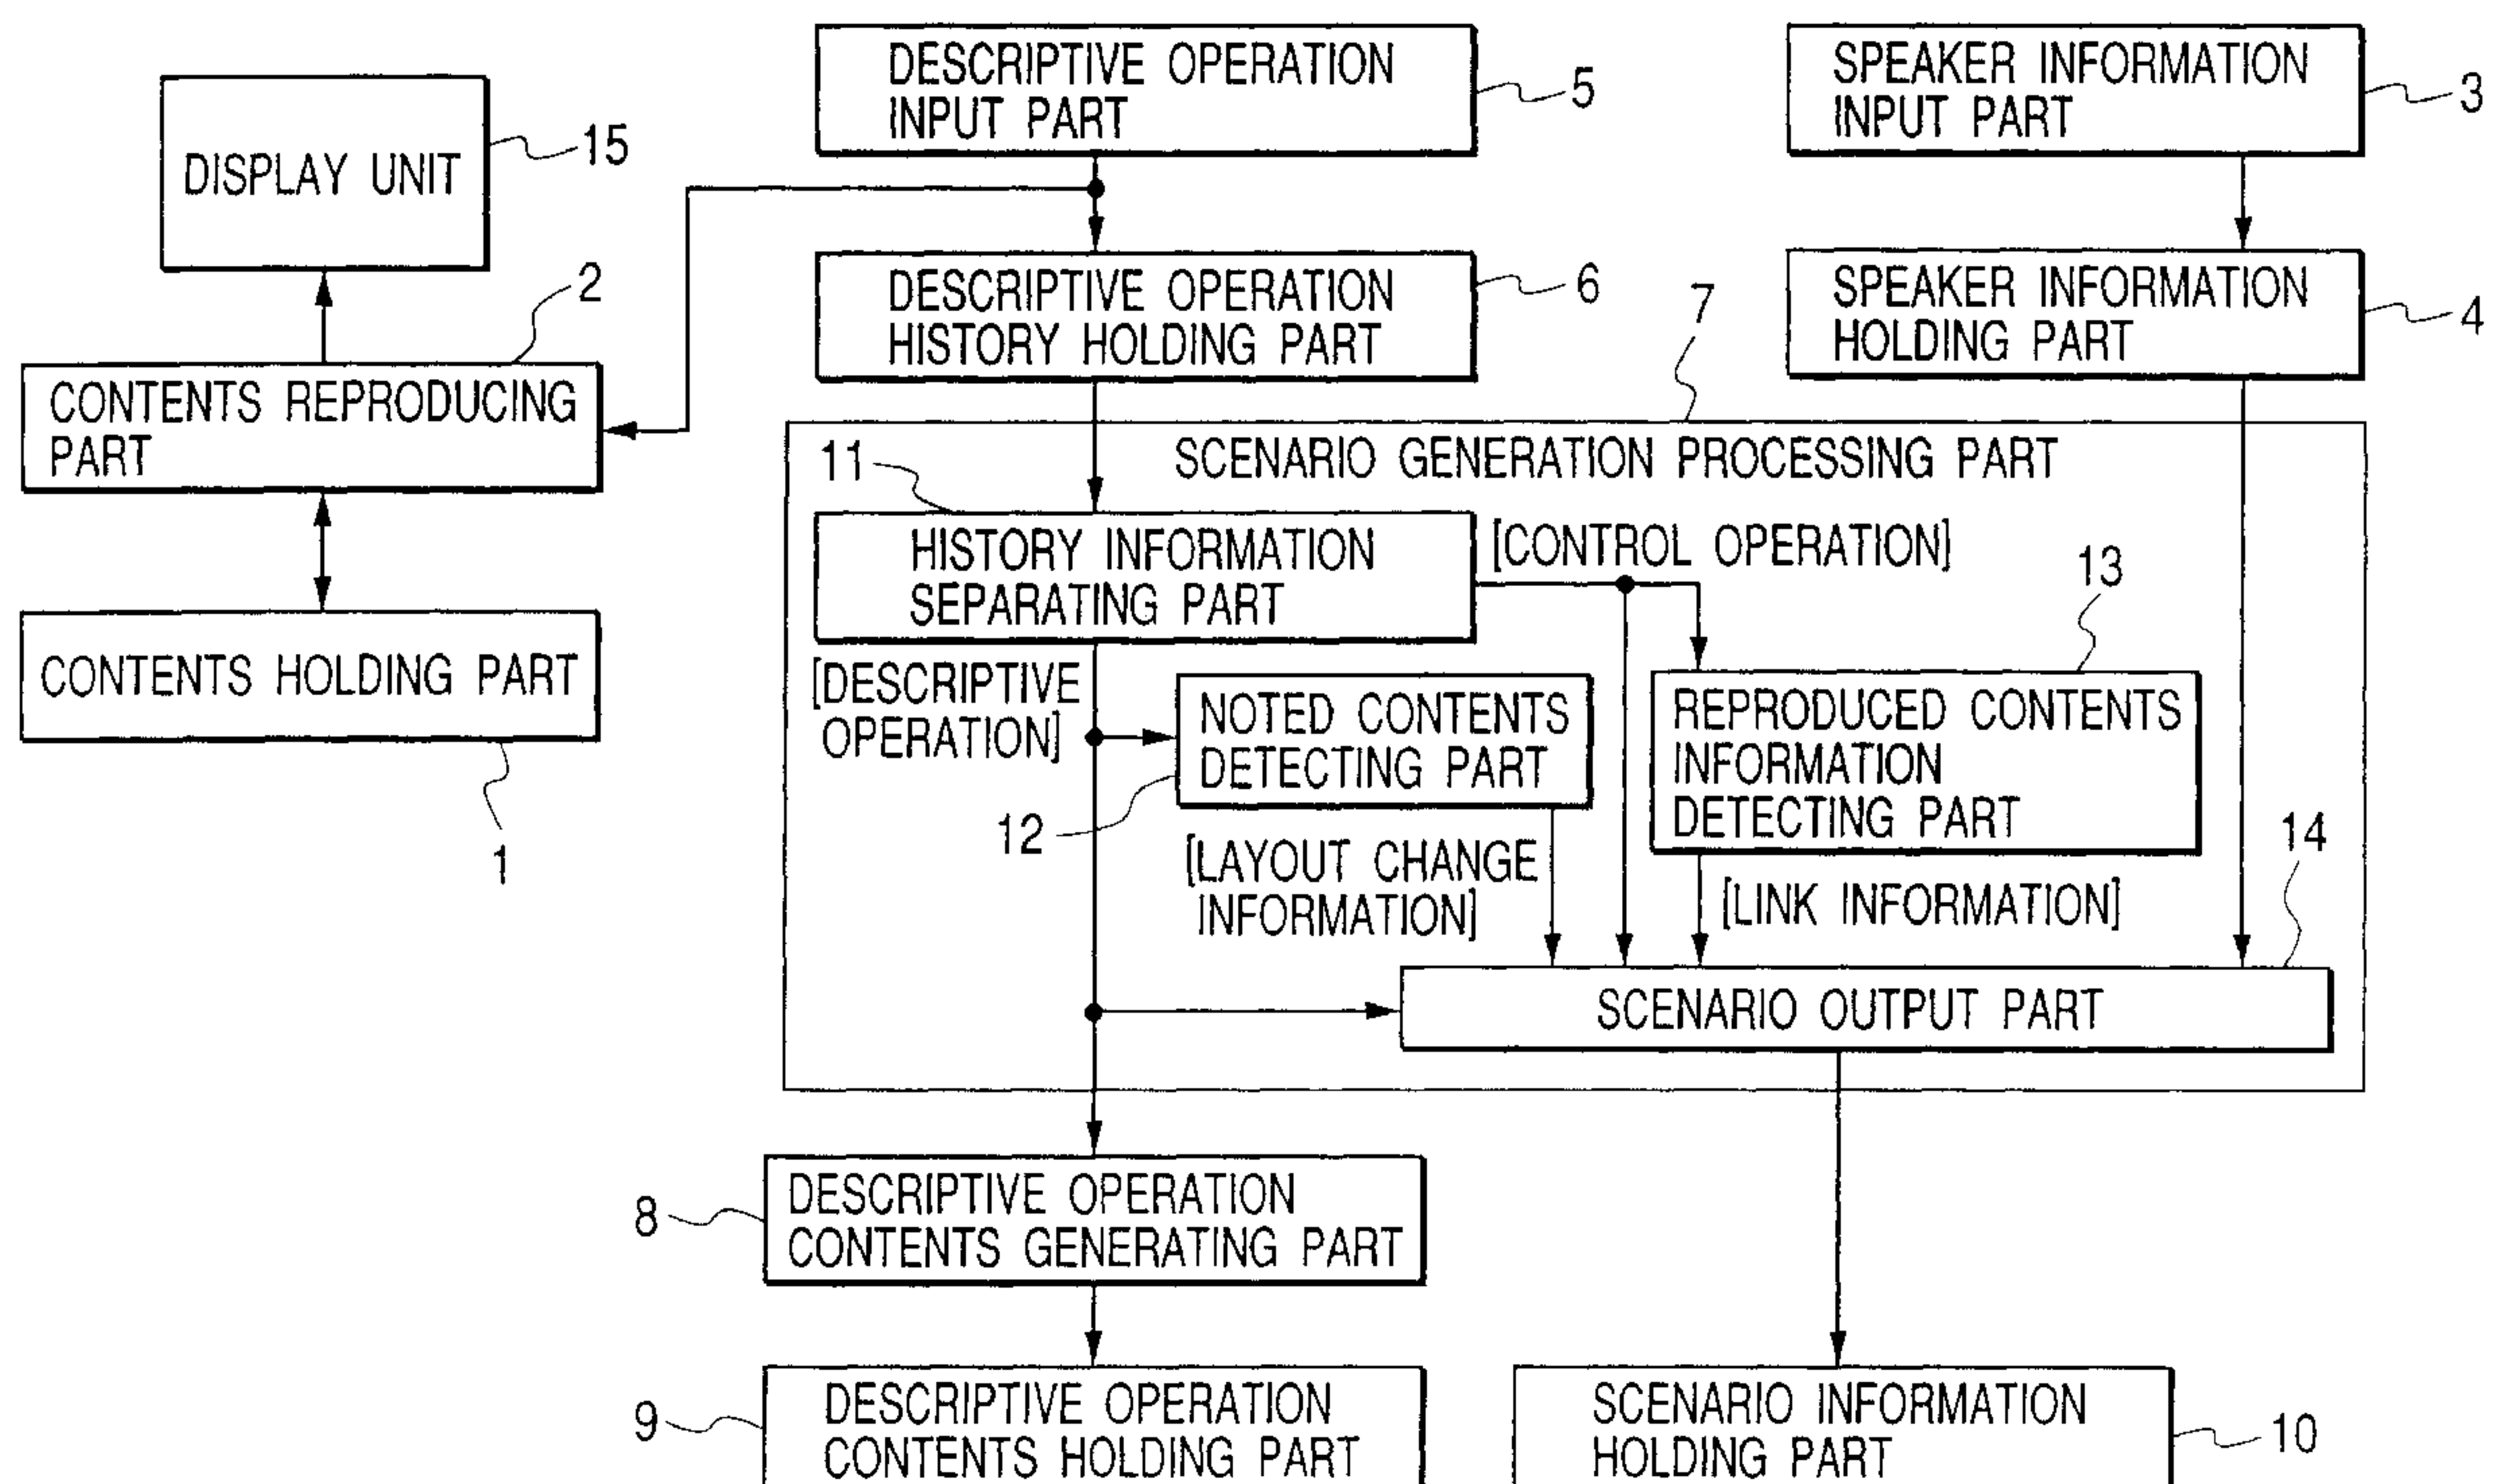 DESCRIPTIVE OPERATION
INPUT PART
5
SPEAKER INFORMATION
INPUT PART
3
DISPLAY UNIT
15
DESCRIPTIVE OPERATION
HISTORY HOLDING PART
6
SPEAKER INFORMATION
HOLDING PART
4
2
7
CONTENTS REPRODUCING
PART
SCENARIO GENERATION PROCESSING PART
11
HISTORY INFORMATION
SEPARATING PART
[CONTROL OPERATION]
13
CONTENTS HOLDING PART
1
[DESCRIPTIVE
OPERATION]
NOTED CONTENTS
DETECTING PART
12
REPRODUCED CONTENTS
INFORMATION
DETECTING PART
14
[LAYOUT CHANGE
INFORMATION]
[LINK INFORMATION]
SCENARIO OUTPUT PART
8
DESCRIPTIVE OPERATION
CONTENTS GENERATING PART
9
DESCRIPTIVE OPERATION
CONTENTS HOLDING PART
SCENARIO INFORMATION
HOLDING PART
10